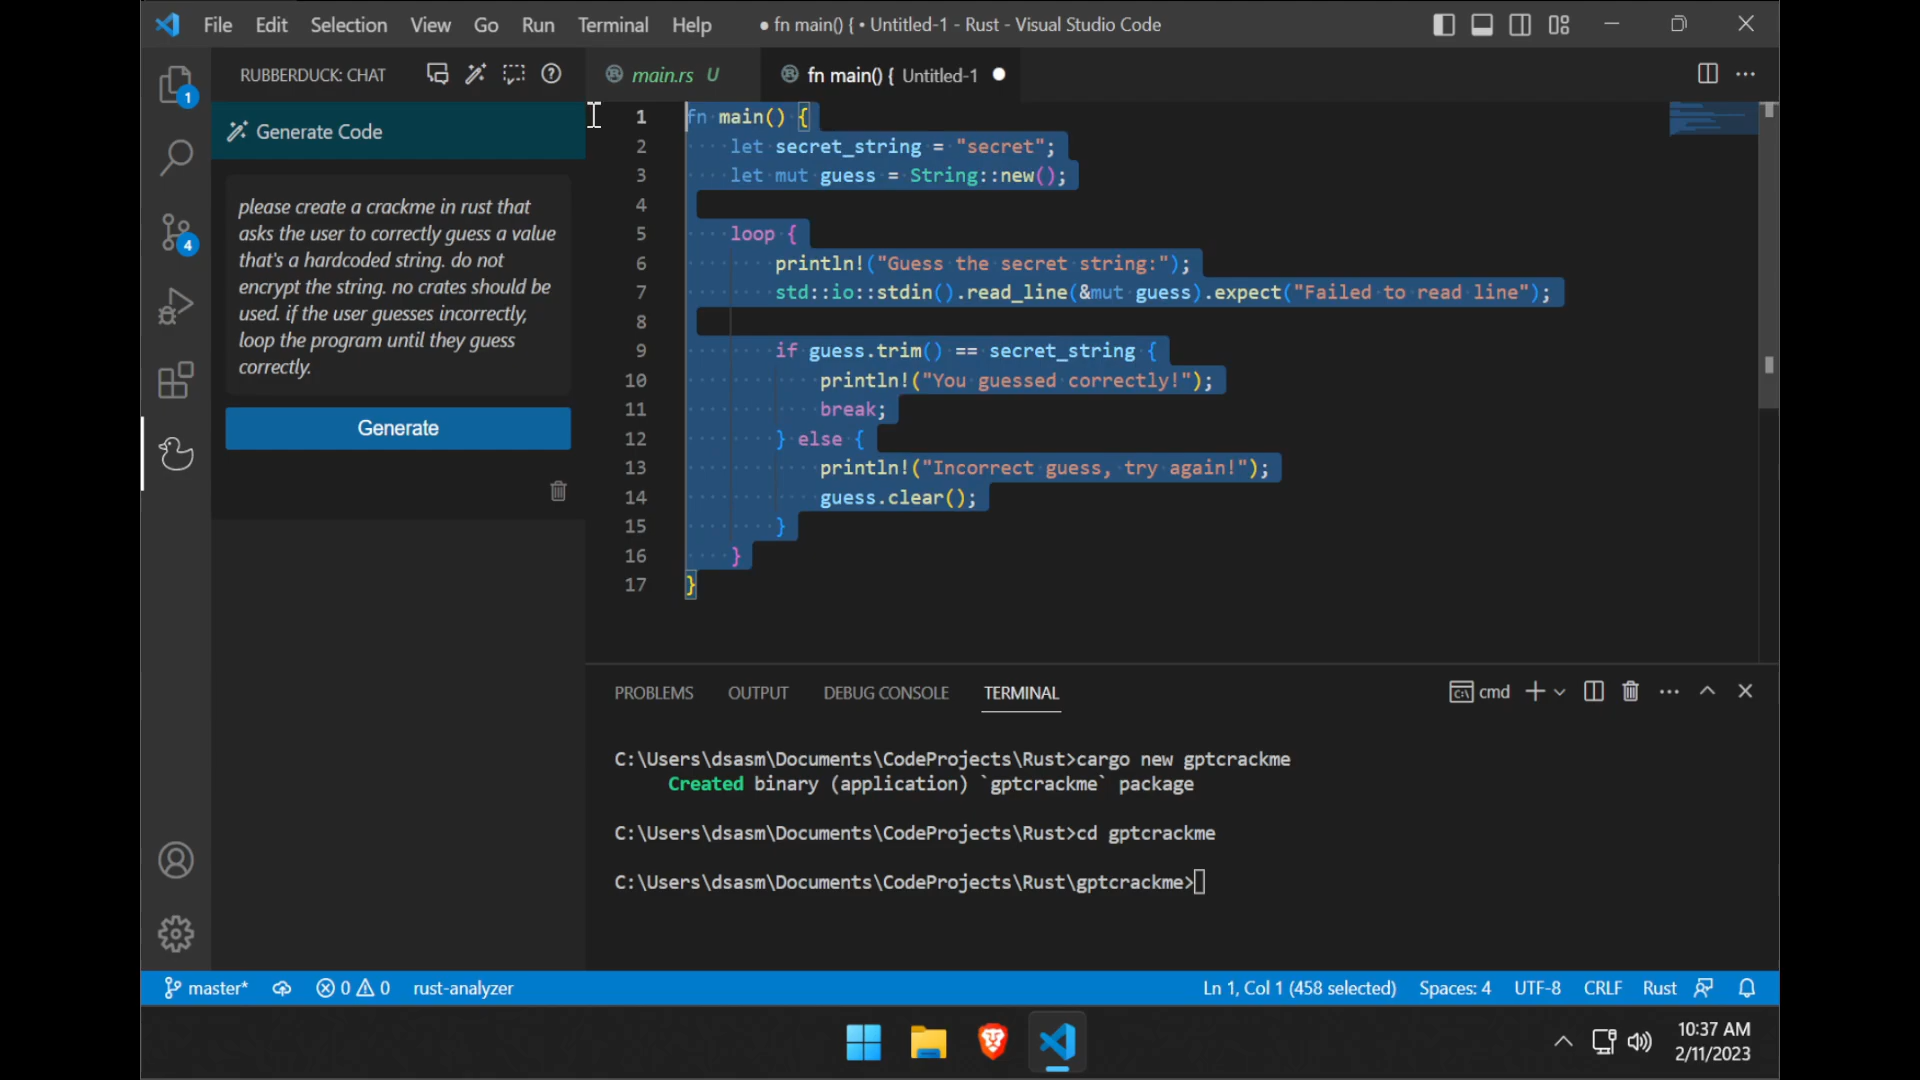 File Edit Selection View Go Run Terminal Help ● fn main() { • Untitled-1 - Rust - Visual Studio Code
RUBBERDUCK: CHAT
main.rs U
fn main() { Untitled-1
1
Generate Code
please create a crackme in rust that
asks the user to correctly guess a value
that's a hardcoded string. do not
encrypt the string. no crates should be
used. if the user guesses incorrectly,
loop the program until they guess
correctly.
Generate
4
1 fn main() {
2 let secret_string = "secret";
3 let mut guess = String::new();
4
5 loop {
6 println!("Guess the secret string:");
7 std::io::stdin().read_line(&mut guess).expect("Failed to read line");
8
9 if guess.trim() == secret_string {
10 println!("You guessed correctly!");
11 break;
12 } else {
13 println!("Incorrect guess, try again!");
14 guess.clear();
15 }
16 }
17 }
PROBLEMS OUTPUT DEBUG CONSOLE TERMINAL
cmd
C:\Users\dsasm\Documents\CodeProjects\Rust>cargo new gptcrackme
Created binary (application) `gptcrackme` package
C:\Users\dsasm\Documents\CodeProjects\Rust>cd gptcrackme
C:\Users\dsasm\Documents\CodeProjects\Rust\gptcrackme>
master* 0 0 rust-analyzer Ln 1, Col 1 (458 selected) Spaces: 4 UTF-8 CRLF Rust
10:37 AM
2/11/2023